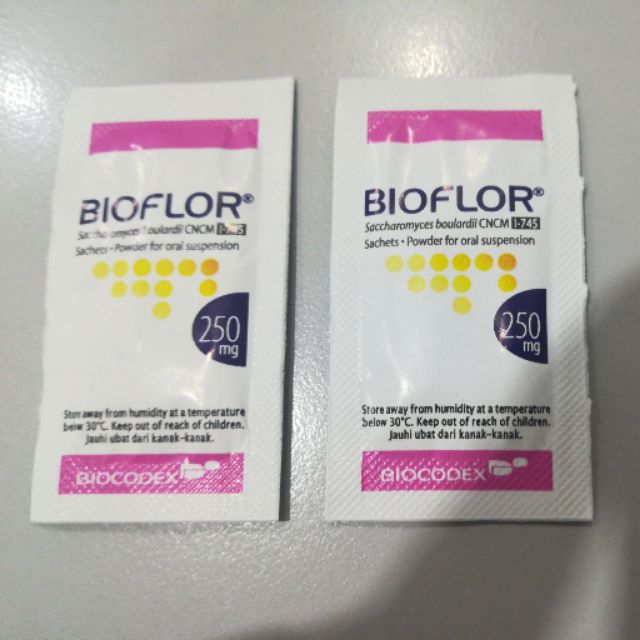 BIOFLOR®
Saccharomyces boulardii CNCM I-745
Sachets • Powder for oral suspension
250
mg
Store away from humidity at a temperature
below 30°C. Keep out of reach of children.
Jauhi ubat dari kanak-kanak.
BIOCODEX
BIOFLOR®
Saccharomyces boulardii CNCM I-745
Sachets • Powder for oral suspension
250
mg
Store away from humidity at a temperature
below 30°C. Keep out of reach of children.
Jauhi ubat dari kanak-kanak.
BIOCODEX